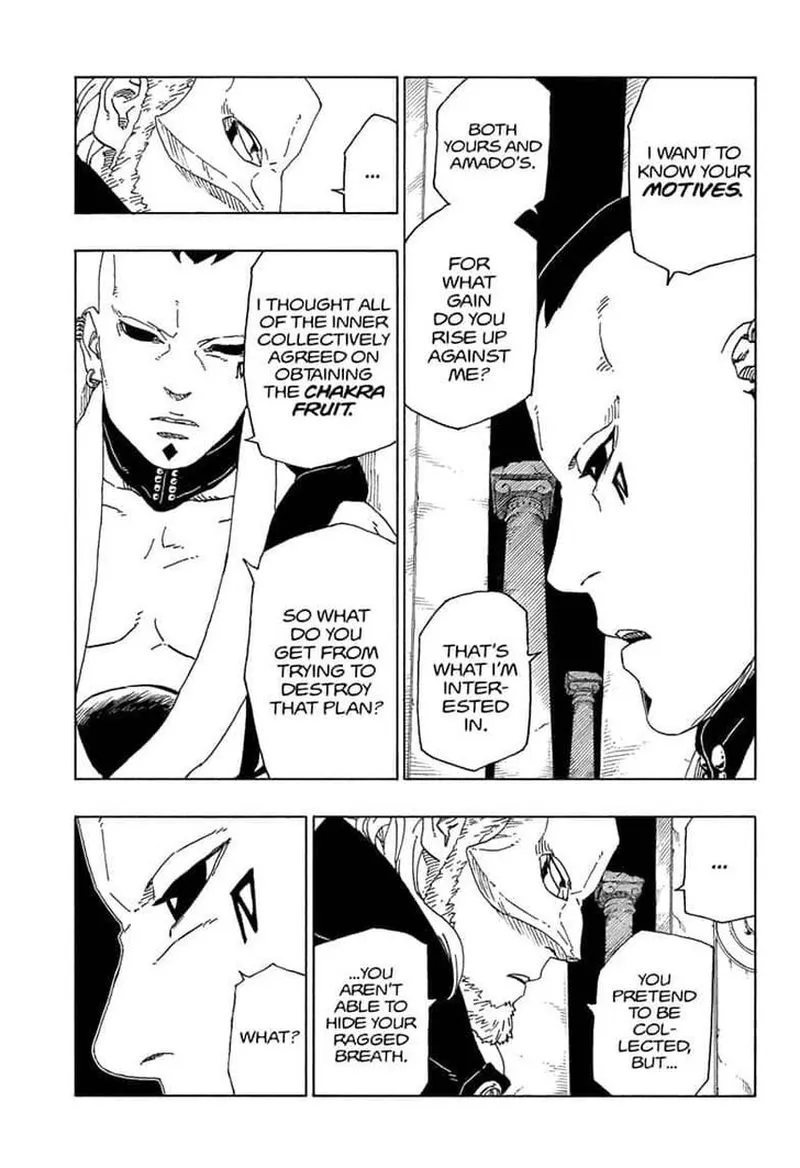 I WANT TO
KNOW YOUR
MOTIVES.
BOTH
YOURS AND
AMADO'S.
FOR
WHAT
GAIN
DO YOU
RISE UP
AGAINST
ME?
THAT'S
WHAT I'M
INTER-
ESTED
IN.
...
I THOUGHT ALL
OF THE INNER
COLLECTIVELY
AGREED ON
OBTAINING
THE CHAKRA
FRUIT.
SO WHAT
DO YOU
GET FROM
TRYING TO
DESTROY
THAT PLAN?
...
YOU
PRETEND
TO BE
COL-
LECTED,
BUT...
...YOU
AREN'T
ABLE TO
HIDE YOUR
RAGGED
BREATH.
WHAT?